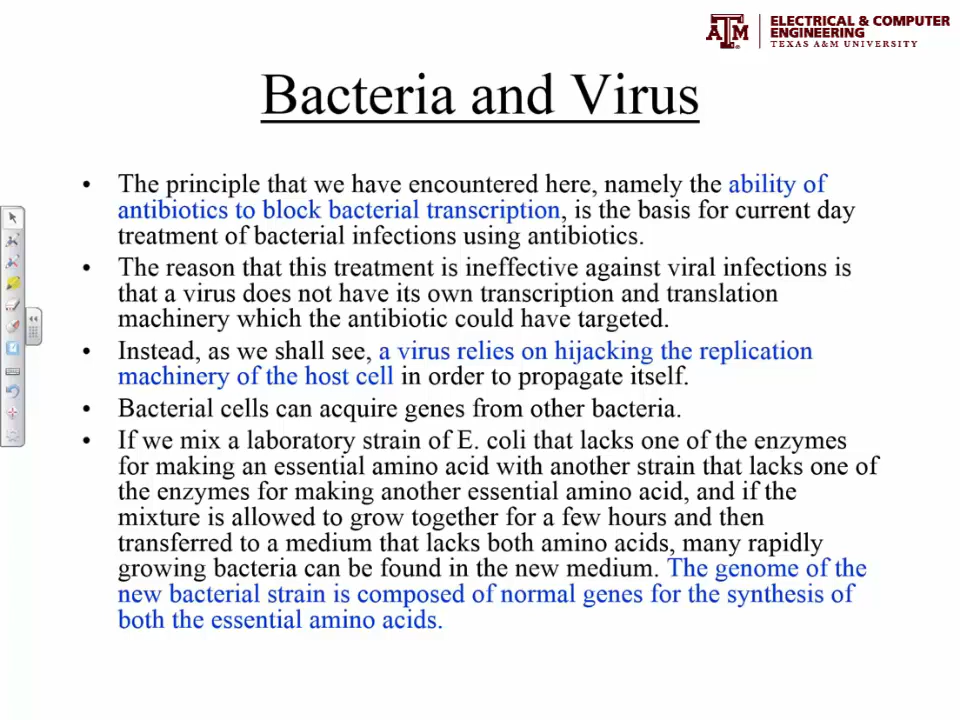 ELECTRICAL & COMPUTER
ENGINEERING
TEXAS A&M UNIVERSITY
Bacteria and Virus
• The principle that we have encountered here, namely the ability of
antibiotics to block bacterial transcription, is the basis for current day
treatment of bacterial infections using antibiotics.
• The reason that this treatment is ineffective against viral infections is
that a virus does not have its own transcription and translation
machinery which the antibiotic could have targeted.
• Instead, as we shall see, a virus relies on hijacking the replication
machinery of the host cell in order to propagate itself.
• Bacterial cells can acquire genes from other bacteria.
• If we mix a laboratory strain of E. coli that lacks one of the enzymes
for making an essential amino acid with another strain that lacks one of
the enzymes for making another essential amino acid, and if the
mixture is allowed to grow together for a few hours and then
transferred to a medium that lacks both amino acids, many rapidly
growing bacteria can be found in the new medium. The genome of the
new bacterial strain is composed of normal genes for the synthesis of
both the essential amino acids.